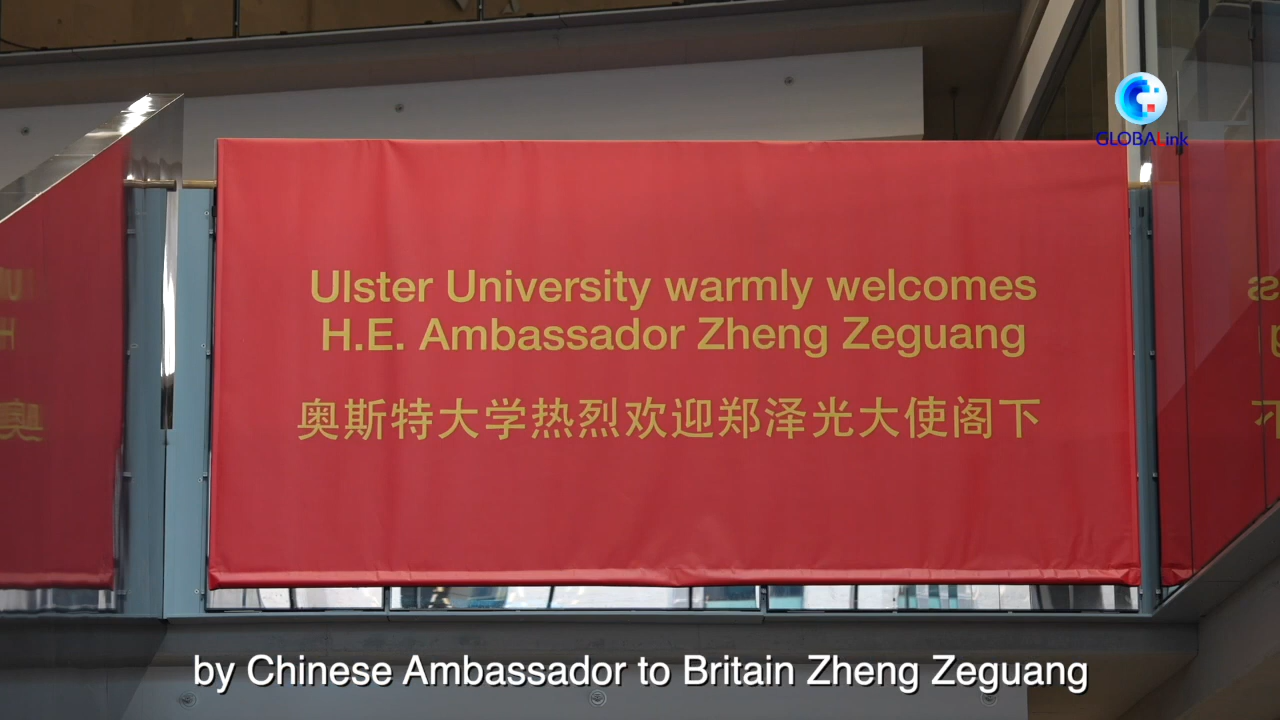 GLOBALink
Ulster University warmly welcomes
H.E. Ambassador Zheng Zeguang
奥斯特大学热烈欢迎郑泽光大使阁下
by Chinese Ambassador to Britain Zheng Zeguang